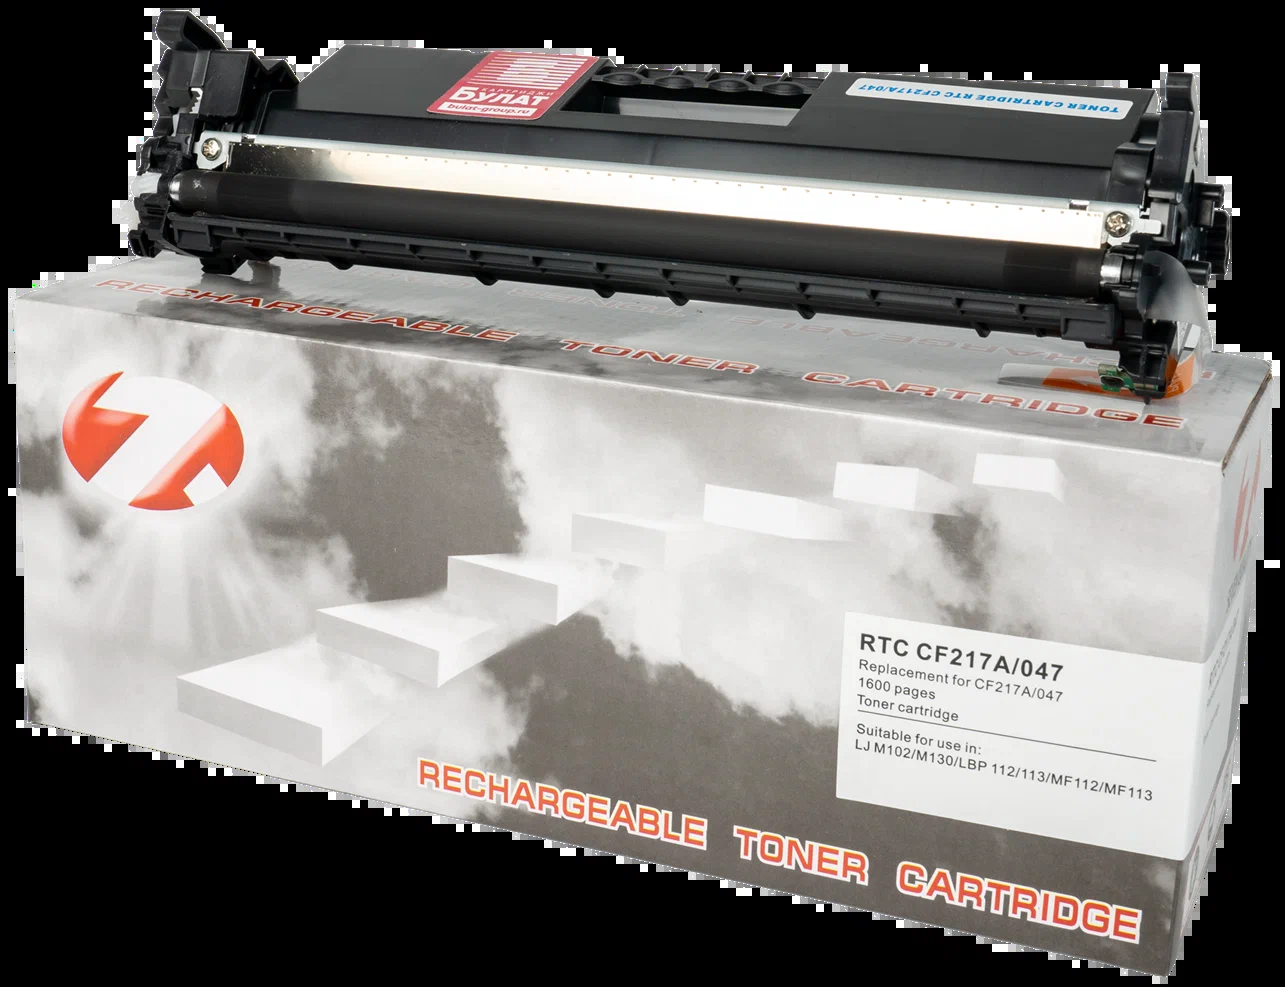 КАРТРИДЖИ
БУЛАТ
bulat-group.ru
TONER CARTRIDGE RTC CF217A/047
RECHARGEABLE TONER CARTRIDGE
RTC CF217A/047
Replacement for CF217A/047
1600 pages
Toner cartridge
Suitable for use in:
LJ M102/M130/LBP 112/113/MF112/MF113
RECHARGEABLE TONER CARTRIDGE